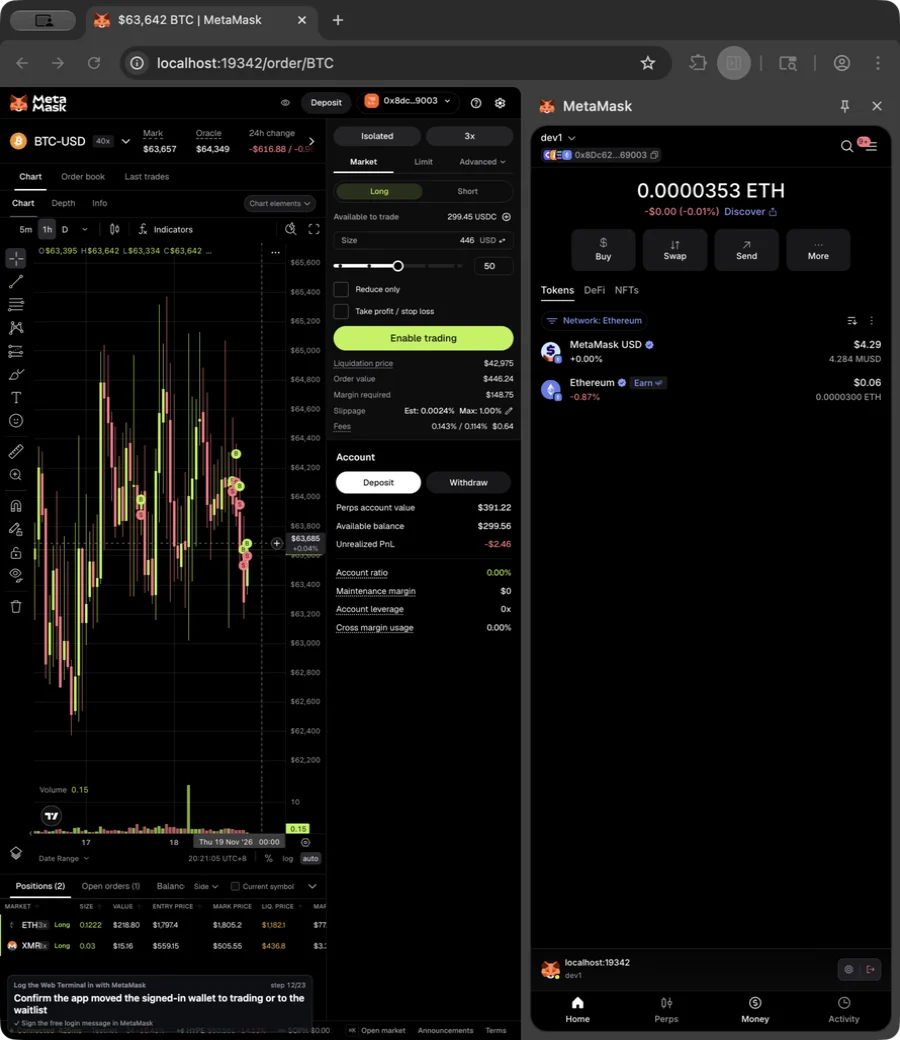 $63,642 BTC | MetaMask
localhost:19342/order/BTC
Meta
Mask
Deposit
0x8dc...9003
BTC-USD
40x
Mark
$63,657
Oracle
$64,349
24h change
-$616.88 /
Chart
Order book
Last trades
Chart
Depth
Info
Chart elements
5m
1h
D
Indicators
O$63,395 H$63,642 L$63,334 C$63,642 ...
$65,600
$65,400
$65,200
$65,000
$64,800
$64,600
$64,400
$64,200
$64,000
$63,800
$63,685
+0.04%
$63,400
$63,200
$63,000
$62,800
$62,600
$62,400
$62,200
Volume 0.15
10
0.15
17
18
Thu 19 Nov '26 00:00
Date Range
20:21:05 UTC+8
%
log
auto
Isolated
3x
Market
Limit
Advanced
Long
Short
Available to trade
299.45 USDC
Size
446 USD
50
Reduce only
Take profit / stop loss
Enable trading
Liquidation price
$42,975
Order value
$446.24
Margin required
$148.75
Slippage
Est: 0.0024% Max: 1.00%
Fees
0.143% / 0.114% $0.64
Account
Deposit
Withdraw
Perps account value
$391.22
Available balance
$299.56
Unrealized PnL
-$2.46
Account ratio
0.00%
Maintenance margin
$0
Account leverage
0x
Cross margin usage
0.00%
Positions (2)
Open orders (1)
Balanc
Side
Current symbol
MARKET
SIZE
VALUE
ENTRY PRICE
MARK PRICE
LIQ. PRICE
MAR
ETH
Long
0.1222
$218.80
$1,797.4
$1,805.2
$1,182.1
$77
XMR
Long
0.03
$15.16
$559.15
$505.55
$436.8
$3.
Log the Web Terminal in with MetaMask
step 12/23
Confirm the app moved the signed-in wallet to trading or to the
waitlist
✓ Sign the free login message in MetaMask
$0.00
Open market
Announcements
Terms
MetaMask
dev1
0x8Dc62...69003
9+
0.0000353 ETH
-$0.00 (-0.01%) Discover
Buy
Swap
Send
More
Tokens
DeFi
NFTs
Network: Ethereum
MetaMask USD
$4.29
+0.00%
4.284 MUSD
Ethereum
Earn
$0.06
-0.87%
0.0000300 ETH
localhost:19342
dev1
Home
Perps
Money
Activity